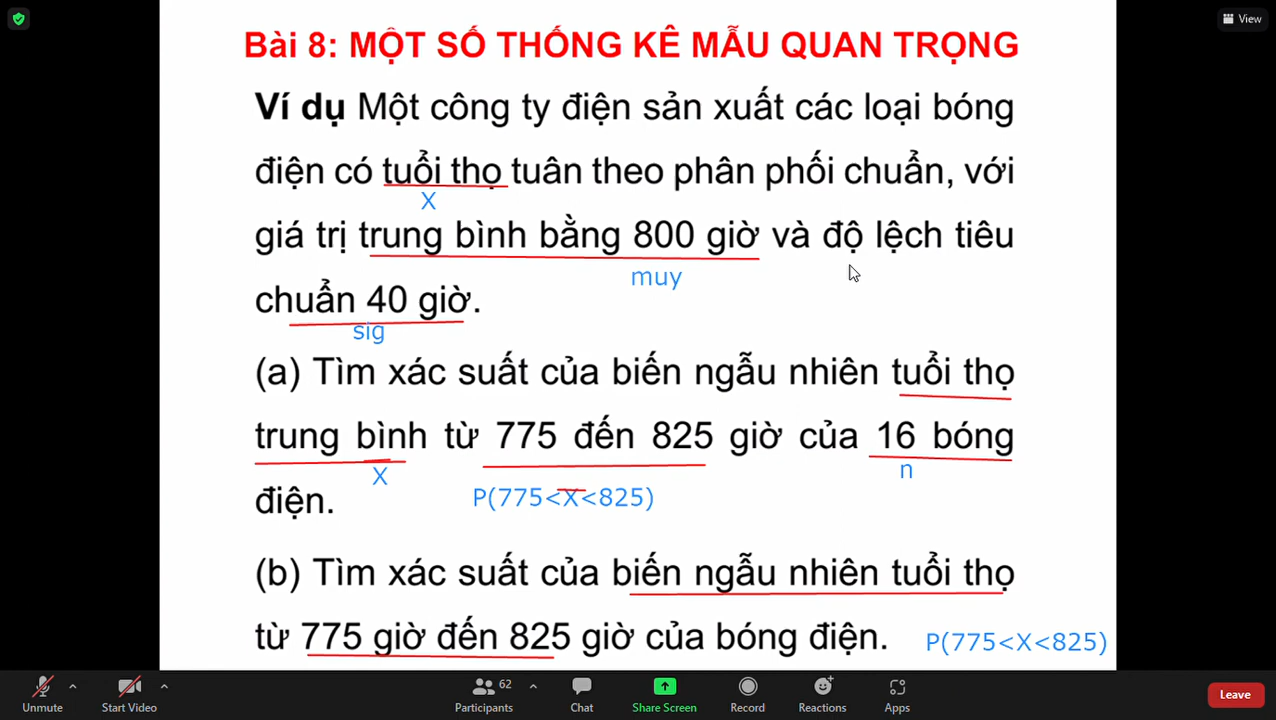 View
Bài 8: MỘT SỐ THỐNG KÊ MẪU QUAN TRỌNG
Ví dụ Một công ty điện sản xuất các loại bóng
điện có tuổi thọ tuân theo phân phối chuẩn, với
X
giá trị trung bình bằng 800 giờ và độ lệch tiêu
muy
chuẩn 40 giờ.
sig
(a) Tìm xác suất của biến ngẫu nhiên tuổi thọ
trung bình từ 775 đến 825 giờ của 16 bóng
X n
điện. P(775<X<825)
(b) Tìm xác suất của biến ngẫu nhiên tuổi thọ
từ 775 giờ đến 825 giờ của bóng điện. P(775<X<825)
62
Unmute Start Video Participants Chat Share Screen Record Reactions Apps Leave